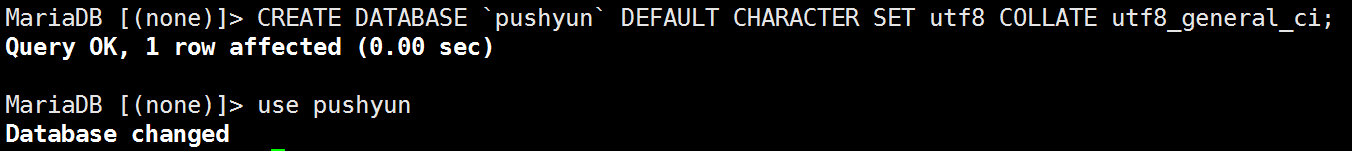 MariaDB [(none)]> CREATE DATABASE `pushyun` DEFAULT CHARACTER SET utf8 COLLATE utf8_general_ci;
Query OK, 1 row affected (0.00 sec)
MariaDB [(none)]> use pushyun
Database changed